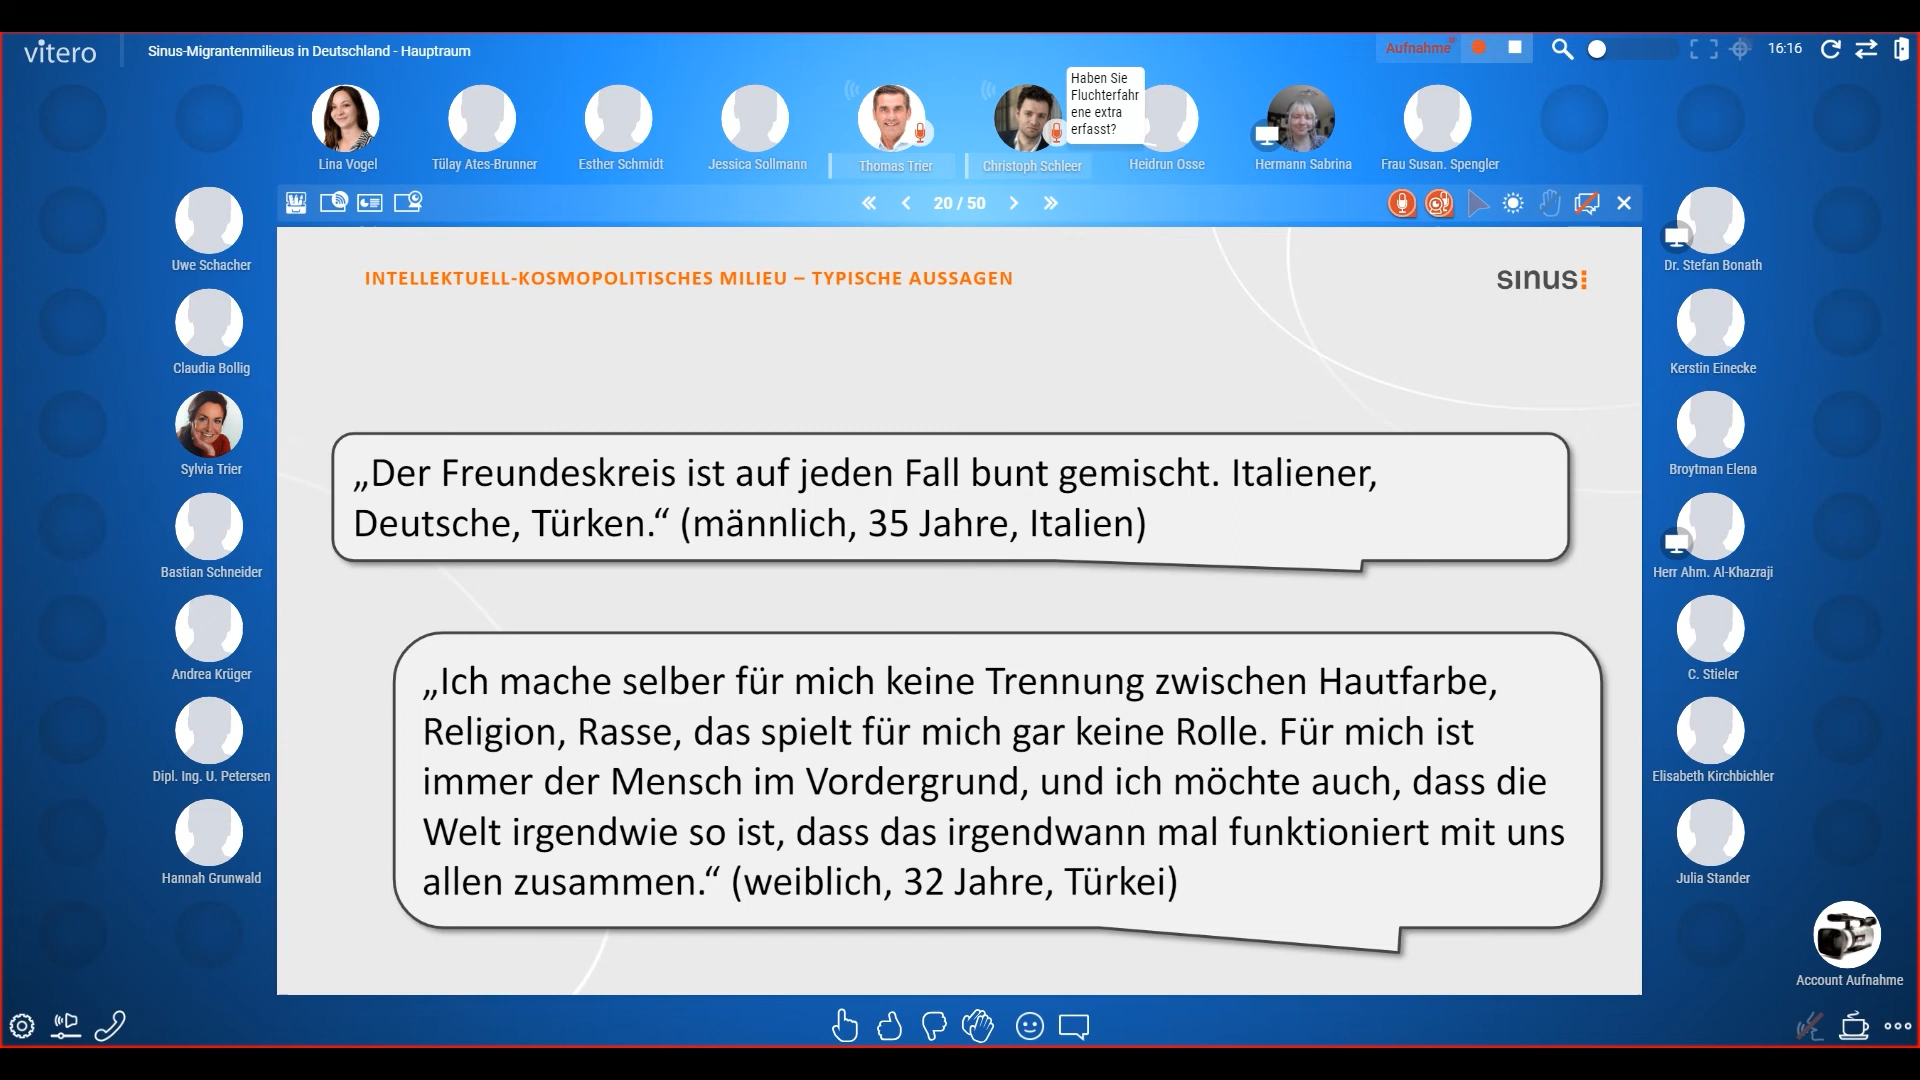 vitero
Sinus-Migrantenmilieus in Deutschland - Hauptraum
Aufnahme
16:16
Haben Sie
Fluchterfahr
ene extra
erfasst?
Lina Vogel
Tülay Ates-Brunner
Esther Schmidt
Jessica Sollmann
Thomas Trier
Christoph Schleer
Heidrun Osse
Hermann Sabrina
Frau Susan. Spengler
20 / 50
Uwe Schacher
Claudia Bollig
Sylvia Trier
Bastian Schneider
Andrea Krüger
Dipl. Ing. U. Petersen
Hannah Grunwald
INTELLEKTUELL-KOSMOPOLITISCHES MILIEU – TYPISCHE AUSSAGEN
sinus
„Der Freundeskreis ist auf jeden Fall bunt gemischt. Italiener,
Deutsche, Türken.“ (männlich, 35 Jahre, Italien)
„Ich mache selber für mich keine Trennung zwischen Hautfarbe,
Religion, Rasse, das spielt für mich gar keine Rolle. Für mich ist
immer der Mensch im Vordergrund, und ich möchte auch, dass die
Welt irgendwie so ist, dass das irgendwann mal funktioniert mit uns
allen zusammen.“ (weiblich, 32 Jahre, Türkei)
Dr. Stefan Bonath
Kerstin Einecke
Broytman Elena
Herr Ahm. Al-Khazraji
C. Stieler
Elisabeth Kirchbichler
Julia Stander
Account Aufnahme